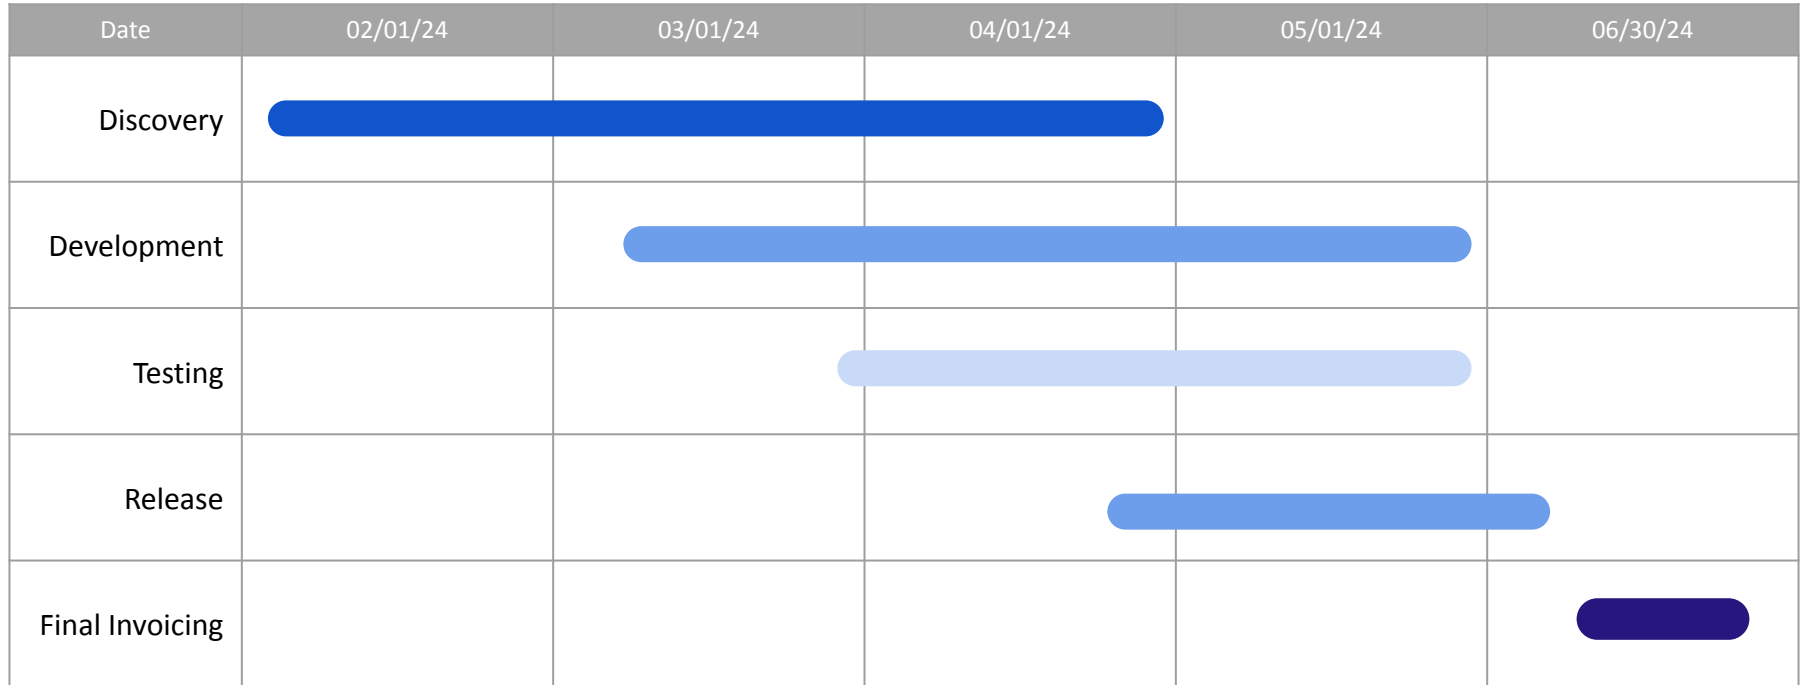 Date 02/01/24 03/01/24 04/01/24 05/01/24 06/30/24
Discovery
Development
Testing
Release
Final Invoicing